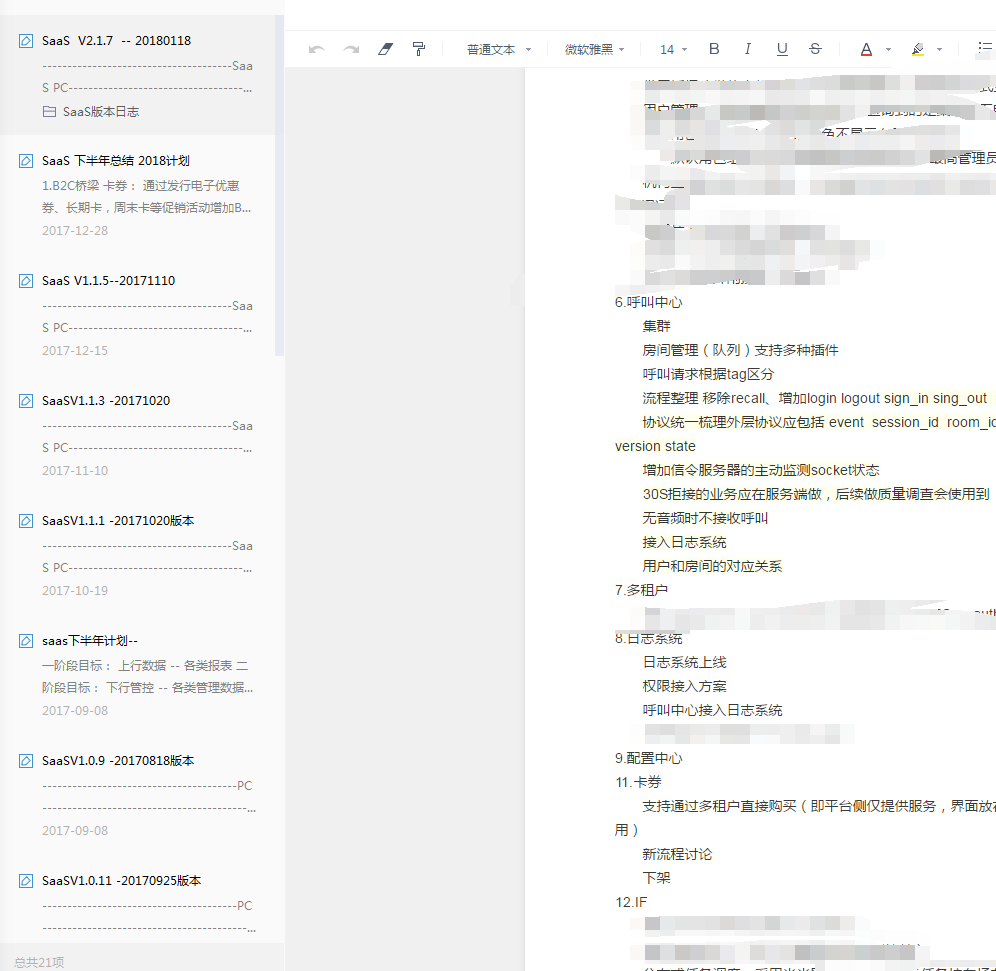 SaaS  V2.1.7  -- 20180118
-----------------------------------Saa
S PC--------------------------------...
SaaS版本日志
SaaS 下半年总结 2018计划
1.B2C桥梁 卡券： 通过发行电子优惠
券、长期卡，周末卡等促销活动增加B...
2017-12-28
SaaS V1.1.5--20171110
-----------------------------------Saa
S PC--------------------------------...
2017-12-15
SaaSV1.1.3 -20171020
-----------------------------------Saa
S PC--------------------------------...
2017-11-10
SaaSV1.1.1 -20171020版本
-----------------------------------Saa
S PC--------------------------------...
2017-10-19
saas下半年计划--
一阶段目标： 上行数据 -- 各类报表 二
阶段目标： 下行管控 -- 各类管理数据...
2017-09-08
SaaSV1.0.9 -20170818版本
------------------------------------PC
--------------------------------------...
2017-09-08
SaaSV1.0.11 -20170925版本
------------------------------------PC
--------------------------------------...
总共21项
普通文本 微软雅黑 14 B I U S A
用户管理
最高管理员
6.呼叫中心
集群
房间管理（队列）支持多种插件
呼叫请求根据tag区分
流程整理 移除recall、增加login logout sign_in sing_out
协议统一梳理外层协议应包括 event  session_id  room_id
version state
增加信令服务器的主动监测socket状态
30S拒接的业务应在服务端做，后续做质量调查会使用到
无音频时不接收呼叫
接入日志系统
用户和房间的对应关系
7.多租户
8.日志系统
日志系统上线
权限接入方案
呼叫中心接入日志系统
9.配置中心
11.卡券
支持通过多租户直接购买（即平台侧仅提供服务，界面放在
用）
新流程讨论
下架
12.IF